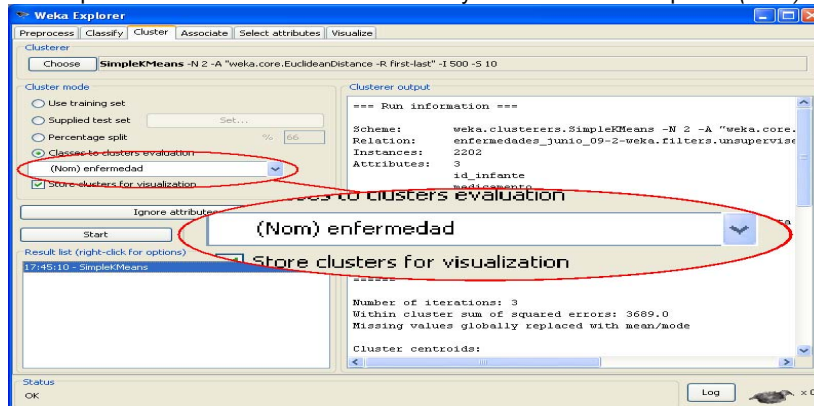 Weka Explorer
Preprocess Classify Cluster Associate Select attributes Visualize
Clusterer
Choose SimpleKMeans -N 2 -A "weka.core.EuclideanDistance -R first-last" -I 500 -S 10
Cluster mode
Use training set
Supplied test set Set...
Percentage split % 66
Classes to clusters evaluation
(Nom) enfermedad
Store clusters for visualization
Ignore attributes
Start
Result list (right-click for options)
17:45:10 - SimpleKMeans
Clusterer output
=== Run information ===
Scheme: weka.clusterers.SimpleKMeans -N 2 -A "weka.core.
Relation: enfermedades_junio_09-2-weka.filters.unsupervise
Instances: 2202
Attributes: 3
id_infante
medicamento
to clusters evaluation
(Nom) enfermedad
Store clusters for visualization
======
Number of iterations: 3
Within cluster sum of squared errors: 3689.0
Missing values globally replaced with mean/mode
Cluster centroids:
Status
OK
Log
x 0